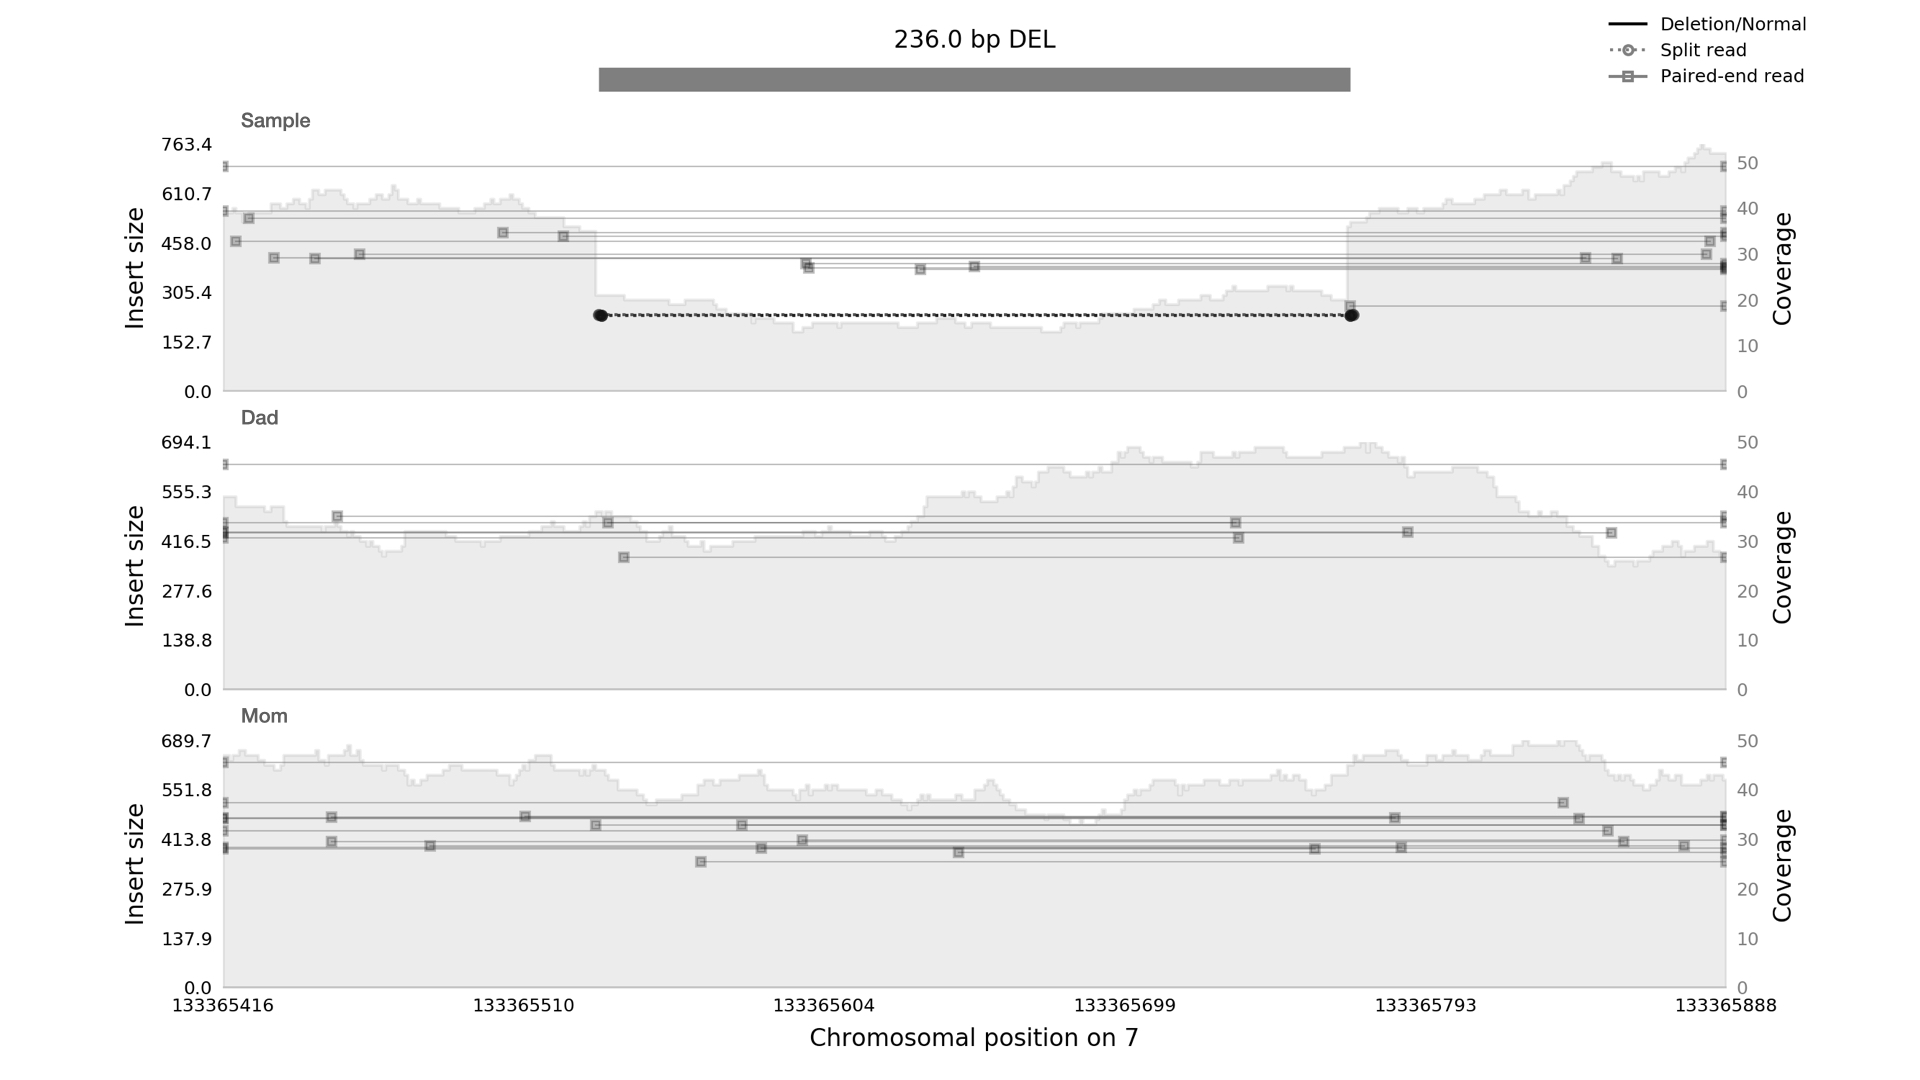 236.0 bp DEL
Deletion/Normal
Split read
Paired-end read
Sample
763.4
610.7
458.0
305.4
152.7
0.0
Insert size
50
40
30
20
10
0
Coverage
Dad
694.1
555.3
416.5
277.6
138.8
0.0
Insert size
50
40
30
20
10
0
Coverage
Mom
689.7
551.8
413.8
275.9
137.9
0.0
Insert size
50
40
30
20
10
0
Coverage
133365416 133365510 133365604 133365699 133365793 133365888
Chromosomal position on 7